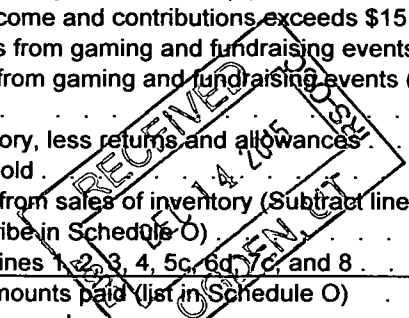 come and contributions exceeds $15
s from gaming and fundraising events
from gaming and fundraising events (
ory, less returns and allowances
old
from sales of inventory (Subtract line
ribe in Schedule O)
ines 1, 2, 3, 4, 5c, 6d, 7c, and 8
mounts paid (list in Schedule O)
RECEIVED
DEC 14 2015
OGDEN, UT
IRS-OSC